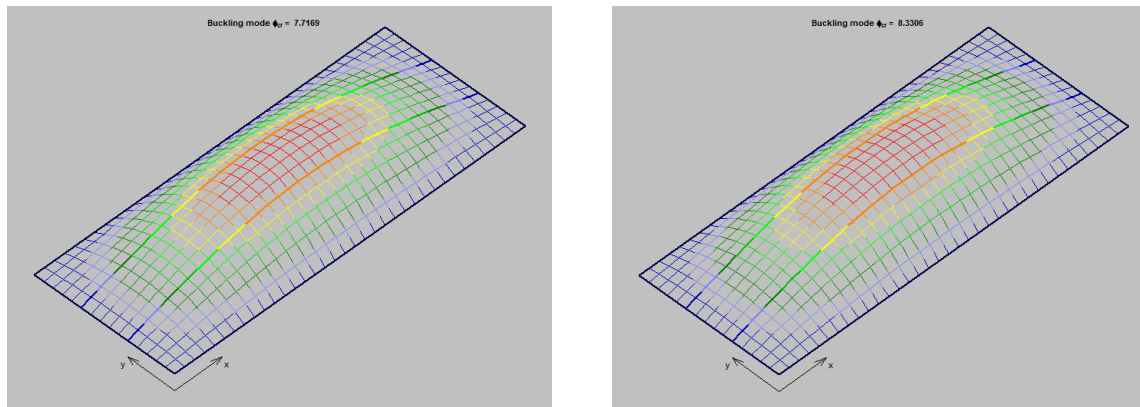 Buckling mode ϕcr = 7.7169
y
x
Buckling mode ϕcr = 8.3306
y
x